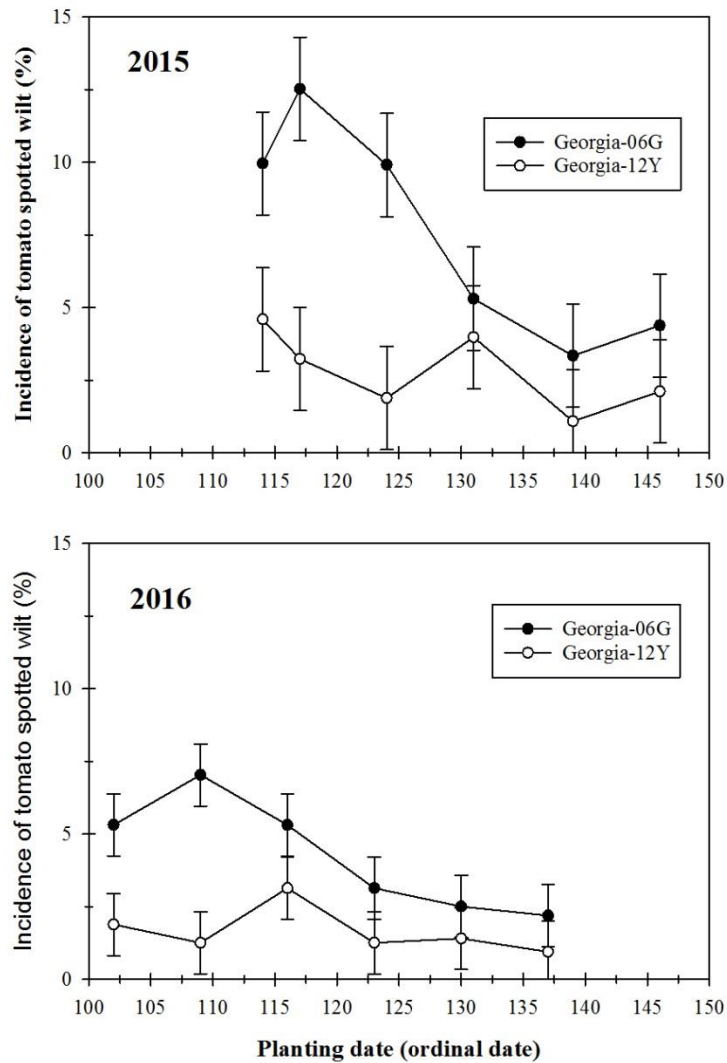 15
2015
Georgia-06G
Georgia-12Y
10
5
0
Incidence of tomato spotted wilt (%)
100 105 110 115 120 125 130 135 140 145 150
15
2016
Georgia-06G
Georgia-12Y
10
5
0
Incidence of tomato spotted wilt (%)
100 105 110 115 120 125 130 135 140 145 150
Planting date (ordinal date)